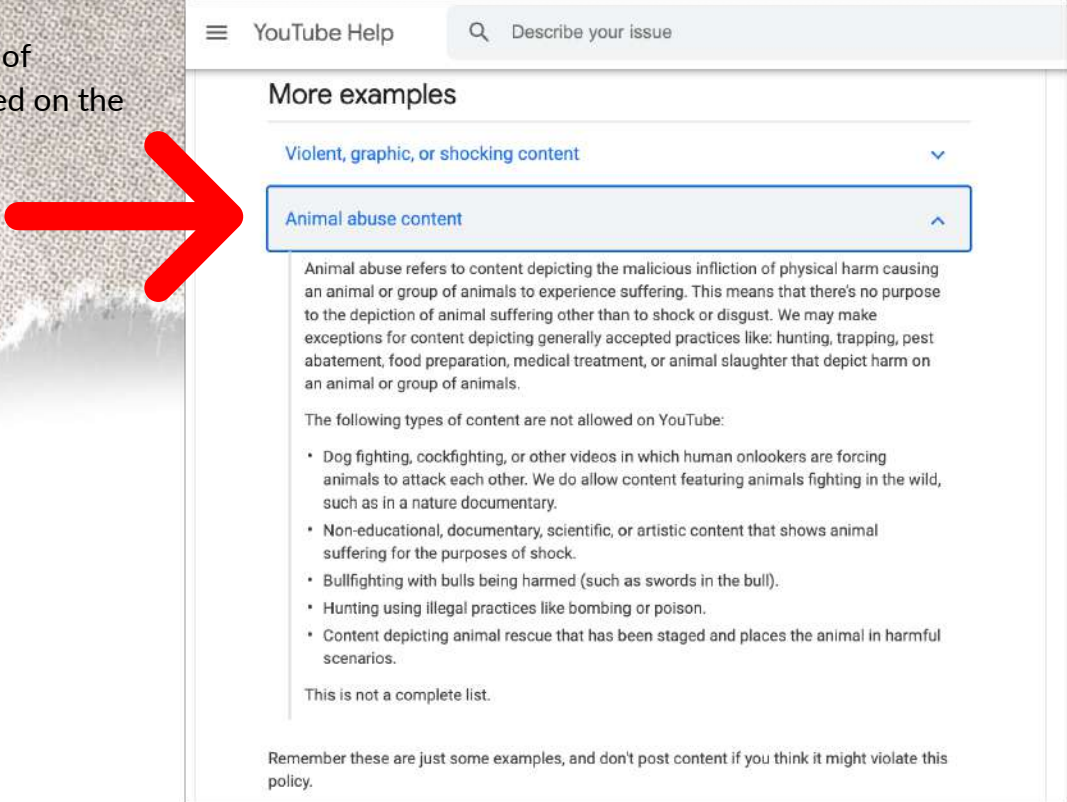 of
ed on the
YouTube Help
Describe your issue
More examples
Violent, graphic, or shocking content
Animal abuse content
Animal abuse refers to content depicting the malicious infliction of physical harm causing
an animal or group of animals to experience suffering. This means that there's no purpose
to the depiction of animal suffering other than to shock or disgust. We may make
exceptions for content depicting generally accepted practices like: hunting, trapping, pest
abatement, food preparation, medical treatment, or animal slaughter that depict harm on
an animal or group of animals.
The following types of content are not allowed on YouTube:
• Dog fighting, cockfighting, or other videos in which human onlookers are forcing
animals to attack each other. We do allow content featuring animals fighting in the wild,
such as in a nature documentary.
• Non-educational, documentary, scientific, or artistic content that shows animal
suffering for the purposes of shock.
• Bullfighting with bulls being harmed (such as swords in the bull).
• Hunting using illegal practices like bombing or poison.
• Content depicting animal rescue that has been staged and places the animal in harmful
scenarios.
This is not a complete list.
Remember these are just some examples, and don't post content if you think it might violate this
policy.